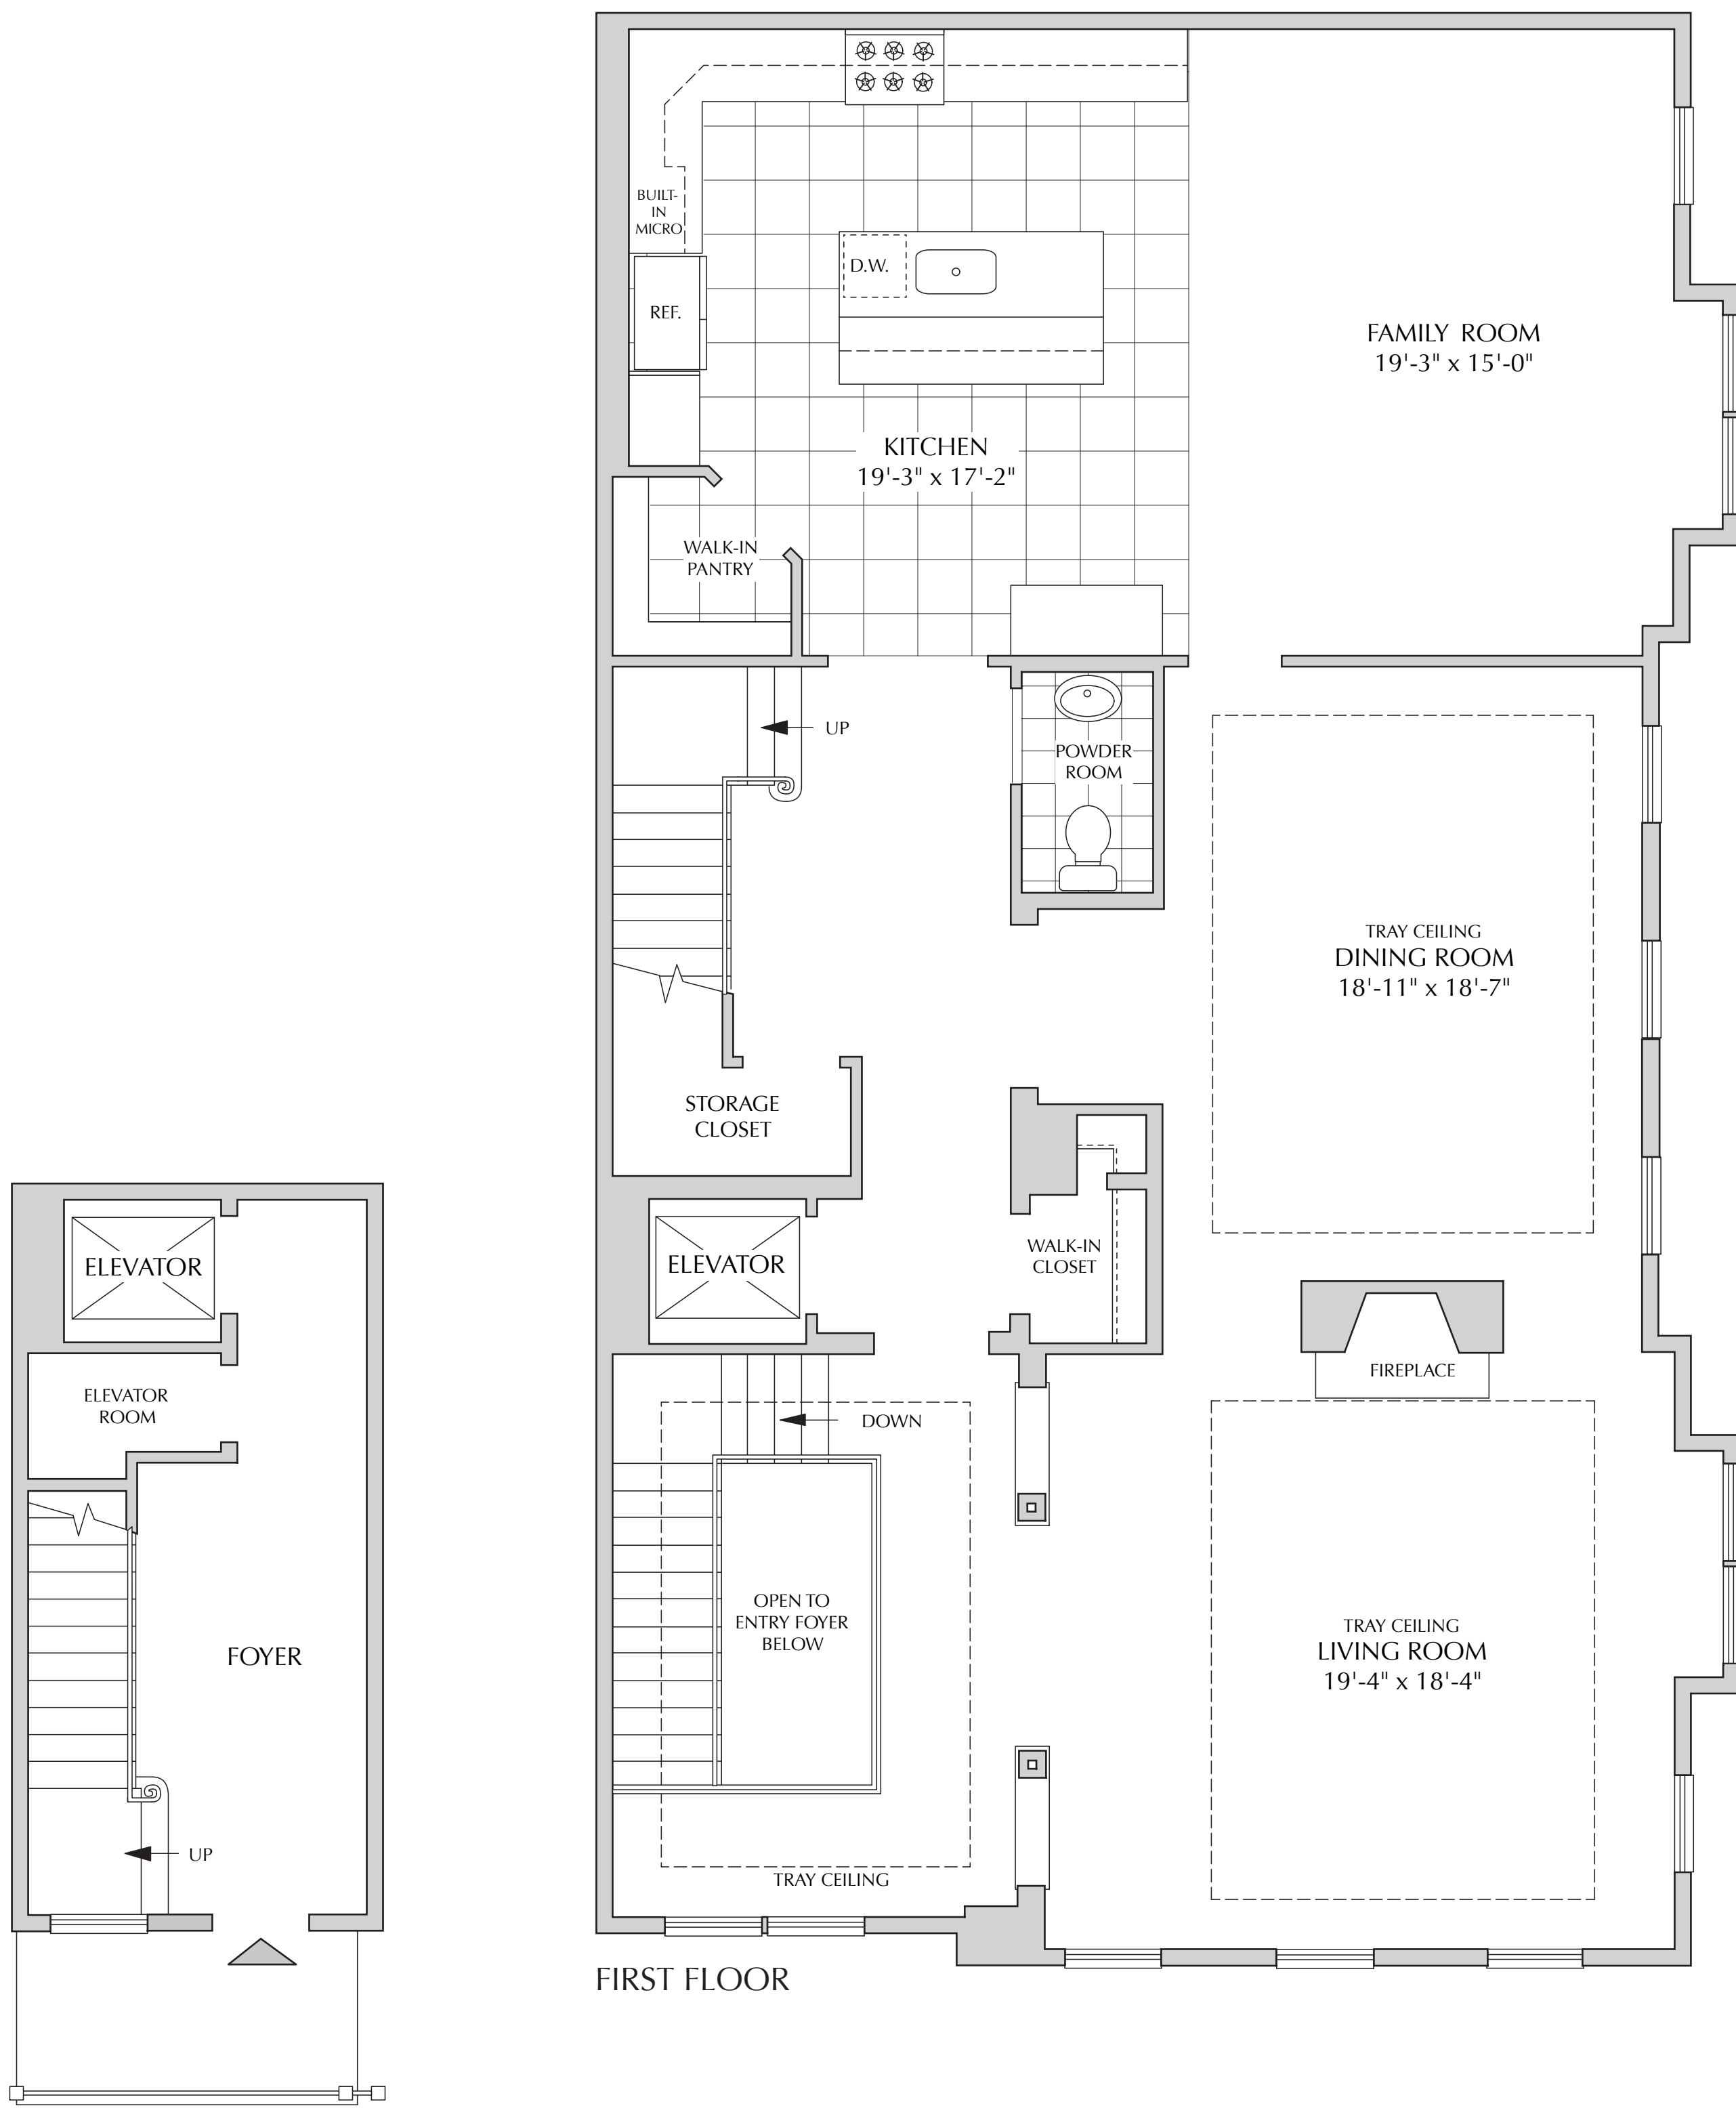 BUILT-
IN
MICRO
D.W.
REF.
FAMILY ROOM
19'-3" x 15'-0"
KITCHEN
19'-3" x 17'-2"
WALK-IN
PANTRY
UP
POWDER
ROOM
TRAY CEILING
DINING ROOM
18'-11" x 18'-7"
STORAGE
CLOSET
ELEVATOR
WALK-IN
CLOSET
FIREPLACE
DOWN
OPEN TO
ENTRY FOYER
BELOW
TRAY CEILING
LIVING ROOM
19'-4" x 18'-4"
TRAY CEILING
FIRST FLOOR
ELEVATOR
ELEVATOR
ROOM
FOYER
UP